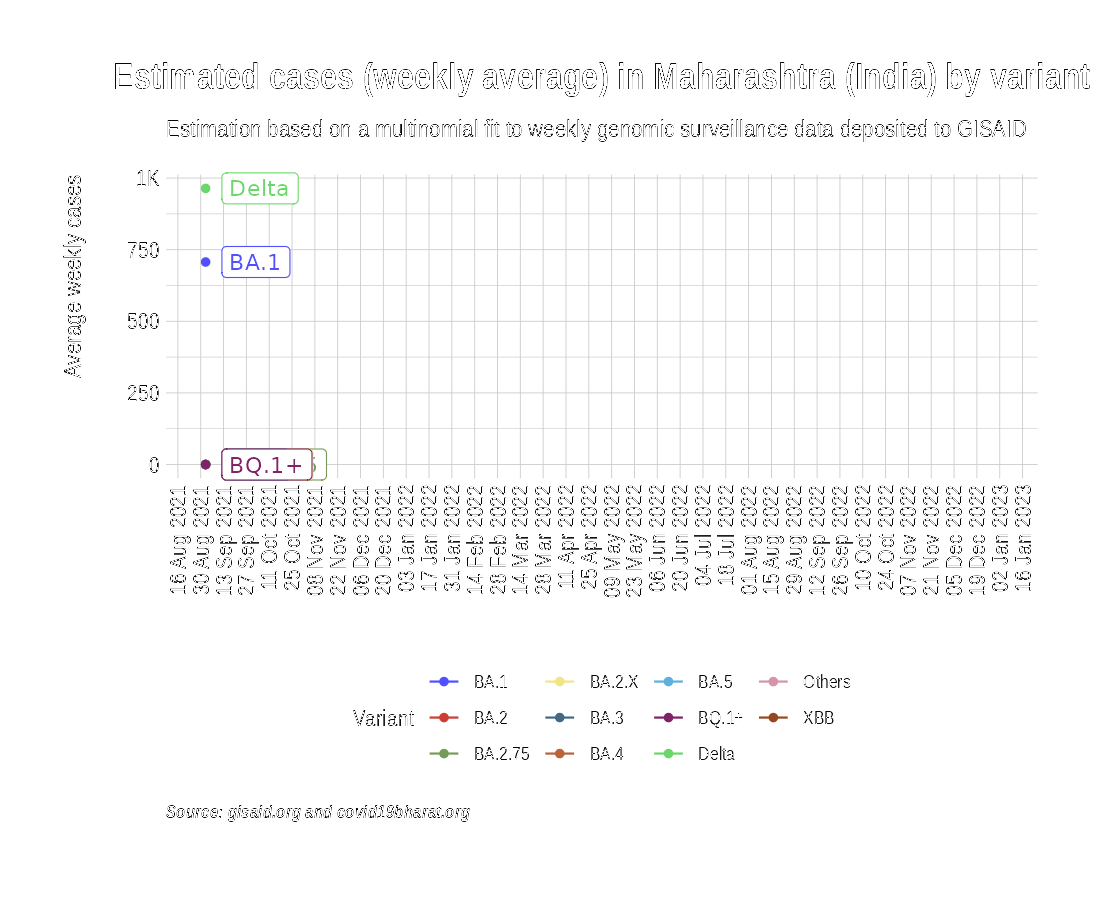 Estimated cases (weekly average) in Maharashtra (India) by variant
Estimation based on a multinomial fit to weekly genomic surveillance data deposited to GISAID
Average weekly cases
1K
750
500
250
0
Delta
BA.1
BQ.1+
16 Aug 2021
30 Aug 2021
13 Sep 2021
27 Sep 2021
11 Oct 2021
25 Oct 2021
08 Nov 2021
22 Nov 2021
06 Dec 2021
20 Dec 2021
03 Jan 2022
17 Jan 2022
31 Jan 2022
14 Feb 2022
28 Feb 2022
14 Mar 2022
28 Mar 2022
11 Apr 2022
25 Apr 2022
09 May 2022
23 May 2022
06 Jun 2022
20 Jun 2022
04 Jul 2022
18 Jul 2022
01 Aug 2022
15 Aug 2022
29 Aug 2022
12 Sep 2022
26 Sep 2022
10 Oct 2022
24 Oct 2022
07 Nov 2022
21 Nov 2022
05 Dec 2022
19 Dec 2022
02 Jan 2023
16 Jan 2023
Variant
BA.1
BA.2
BA.2.75
BA.2.X
BA.3
BA.4
BA.5
BQ.1+
Delta
Others
XBB
Source: gisaid.org and covid19bharat.org